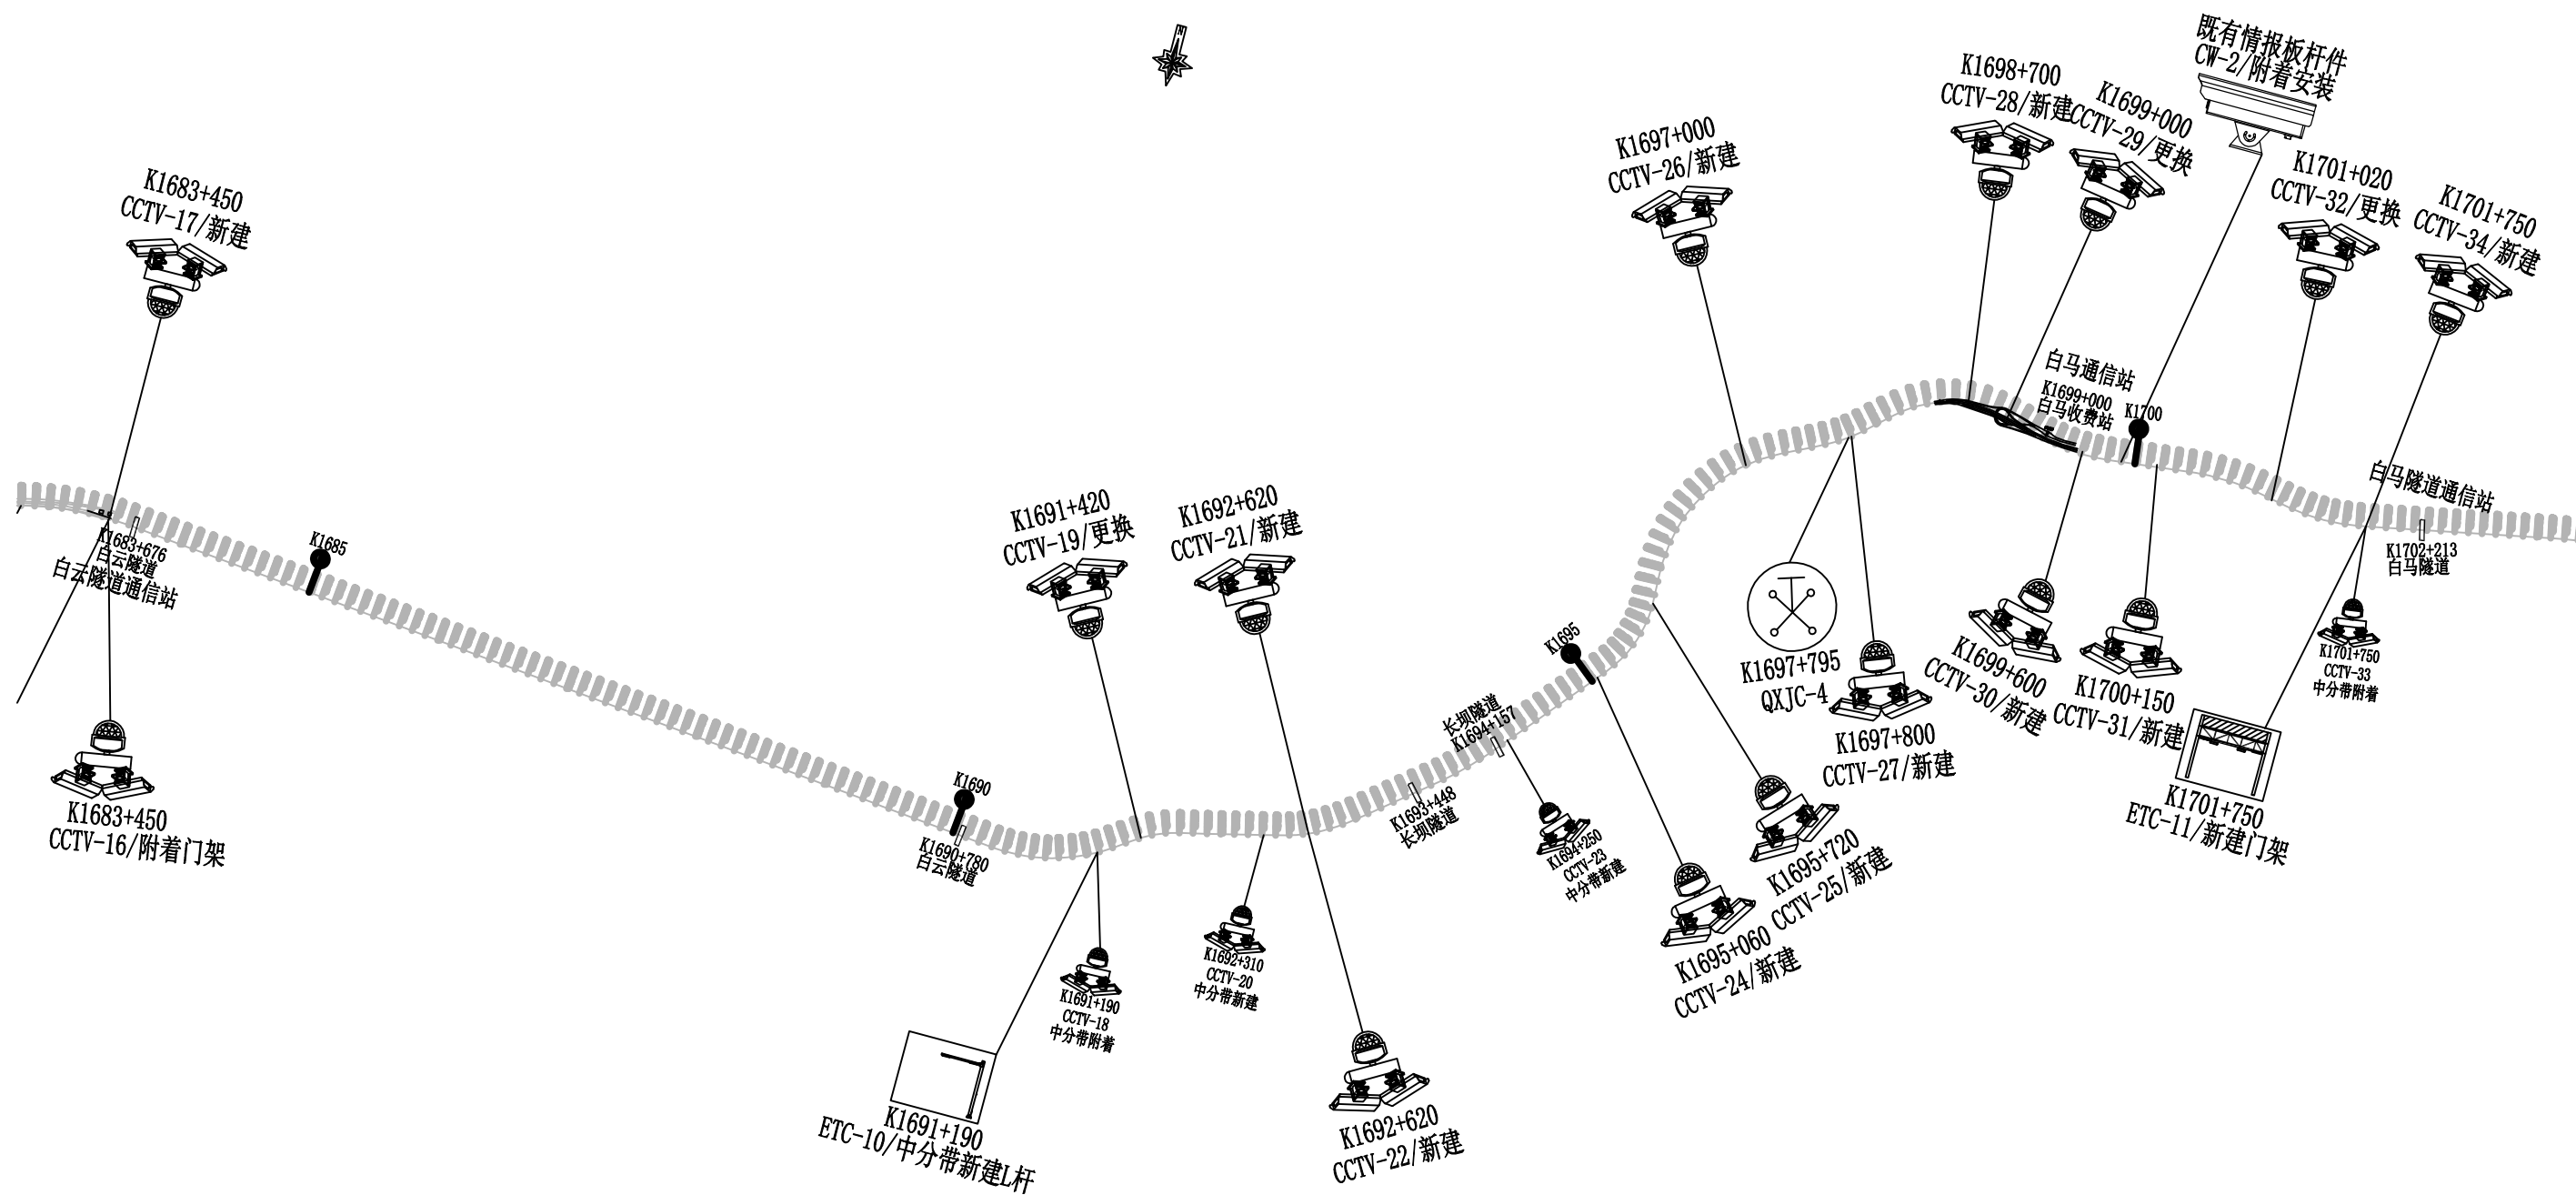 N
K1683+450
CCTV-17/新建
K1683+676
白云隧道
白云隧道通信站
K1683+450
CCTV-16/附着门架
K1685
K1690
K1690+780
白云隧道
K1691+420
CCTV-19/更换
K1692+620
CCTV-21/新建
K1691+190
CCTV-18
中分带附着
K1691+190
ETC-10/中分带新建L杆
K1692+310
CCTV-20
中分带新建
K1692+620
CCTV-22/新建
K1693+448
长坝隧道
长坝隧道
K1694+157
K1694+250
CCTV-23
中分带新建
K1695
K1695+060
CCTV-24/新建
K1695+720
CCTV-25/新建
K1697+000
CCTV-26/新建
K1697+795
QXJC-4
K1697+800
CCTV-27/新建
K1698+700
CCTV-28/新建
K1699+000
CCTV-29/更换
既有情报板杆件
CW-2/附着安装
白马通信站
K1699+000
白马收费站
K1700
K1699+600
CCTV-30/新建
K1700+150
CCTV-31/新建
K1701+020
CCTV-32/更换
K1701+750
CCTV-34/新建
白马隧道通信站
K1702+213
白马隧道
K1701+750
CCTV-33
中分带附着
K1701+750
ETC-11/新建门架